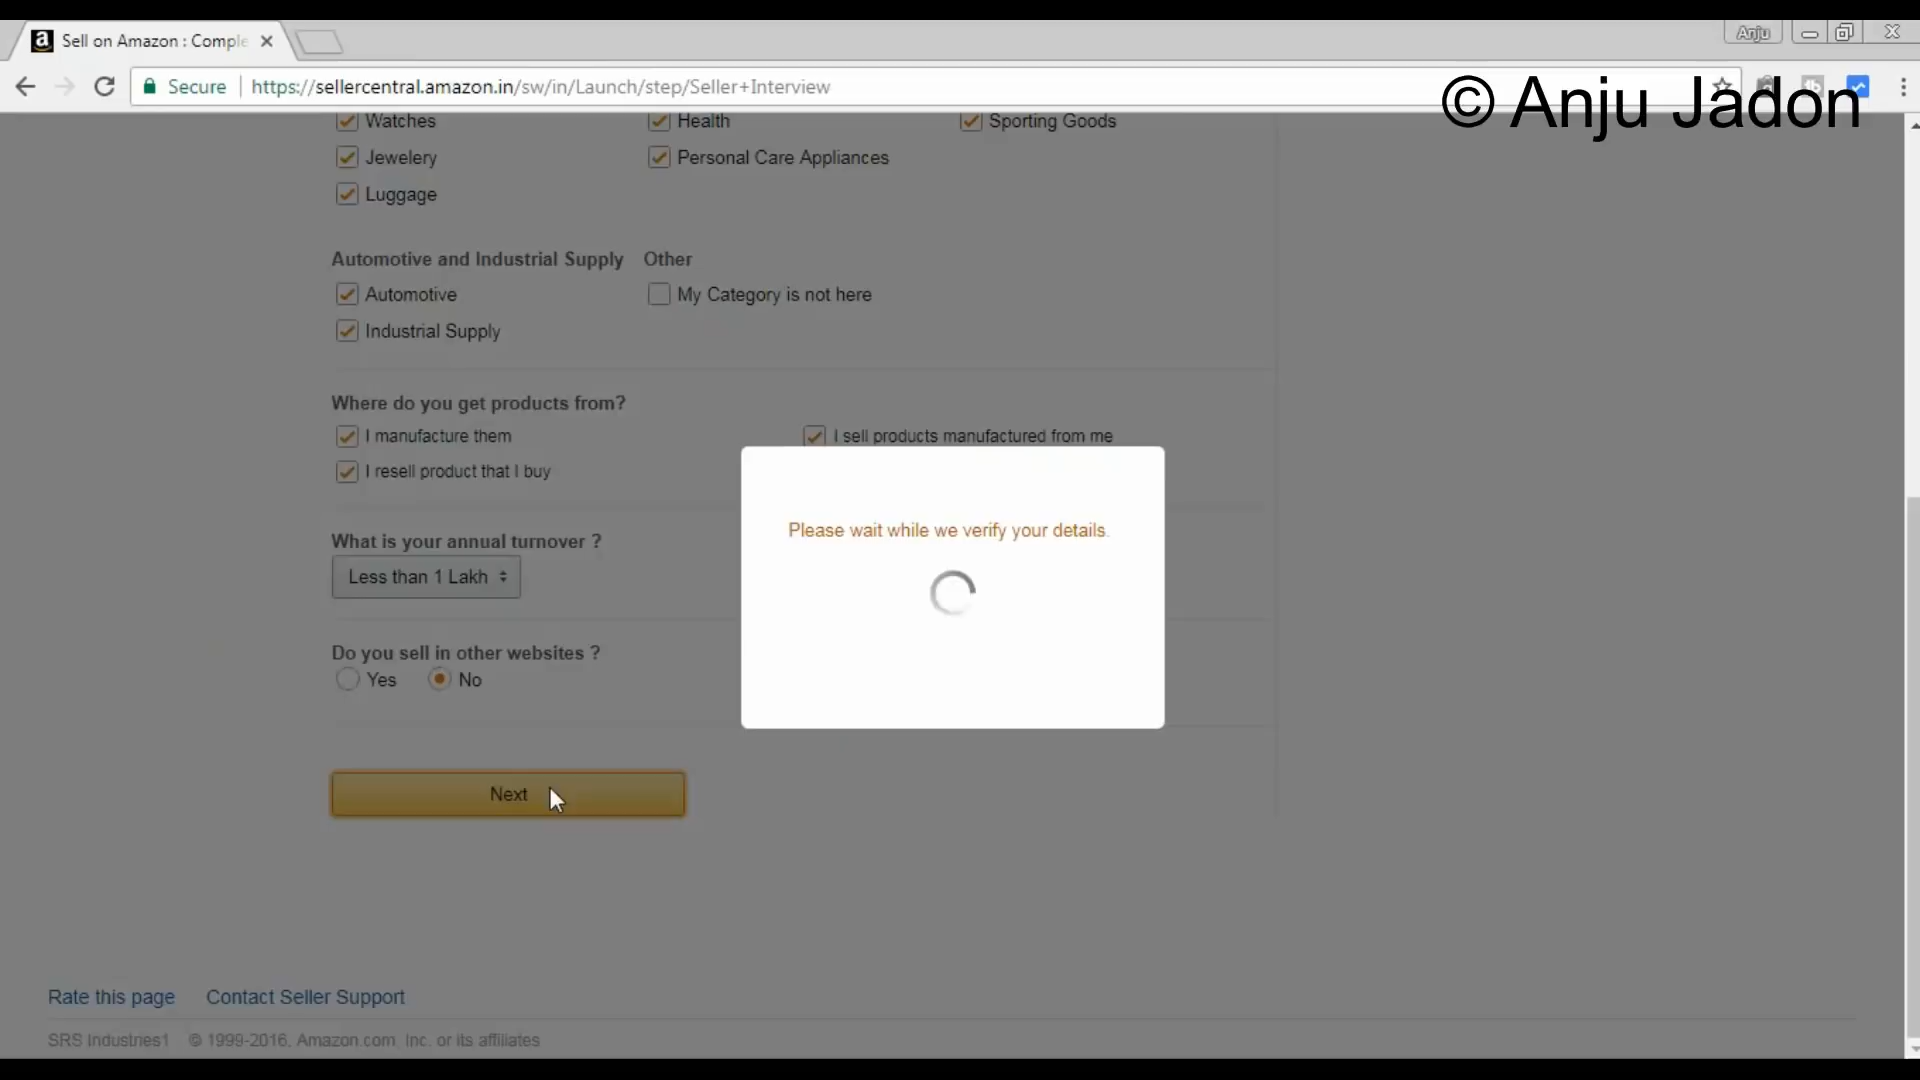 Sell on Amazon : Comple
Anju
Secure
https://sellercentral.amazon.in/sw/in/Launch/step/Seller+Interview
© Anju Jadon
Watches Health Sporting Goods
Jewelery Personal Care Appliances
Luggage
Automotive and Industrial Supply Other
Automotive My Category is not here
Industrial Supply
Where do you get products from?
I manufacture them I sell products manufactured from me
I resell product that I buy
Please wait while we verify your details.
What is your annual turnover ?
Less than 1 Lakh
Do you sell in other websites ?
Yes No
Next
Rate this page Contact Seller Support
SRS Industries1 © 1999-2016, Amazon.com, Inc. or its affiliates